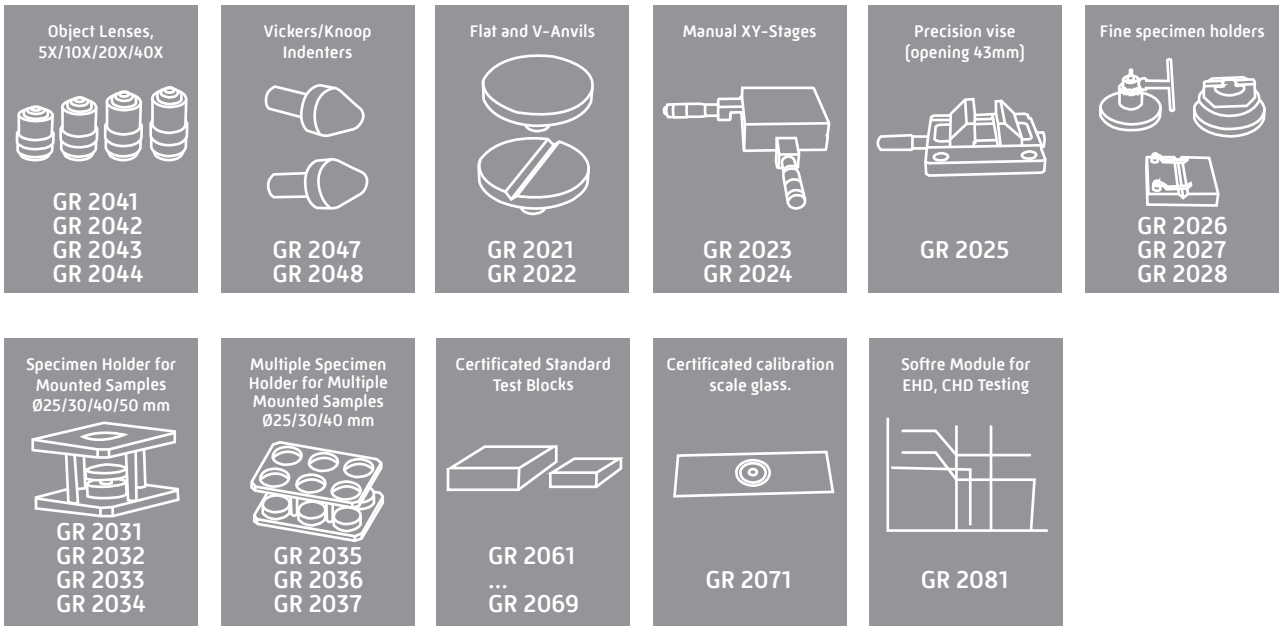 Object Lenses,
5X/10X/20X/40X
GR 2041
GR 2042
GR 2043
GR 2044
Vickers/Knoop
Indenters
GR 2047
GR 2048
Flat and V-Anvils
GR 2021
GR 2022
Manual XY-Stages
GR 2023
GR 2024
Precision vise
(opening 43mm)
GR 2025
Fine specimen holders
GR 2026
GR 2027
GR 2028
Specimen Holder for
Mounted Samples
Ø25/30/40/50 mm
GR 2031
GR 2032
GR 2033
GR 2034
Multiple Specimen
Holder for Multiple
Mounted Samples
Ø25/30/40 mm
GR 2035
GR 2036
GR 2037
Certificated Standard
Test Blocks
GR 2061
...
GR 2069
Certificated calibration
scale glass.
GR 2071
Softre Module for
EHD, CHD Testing
GR 2081